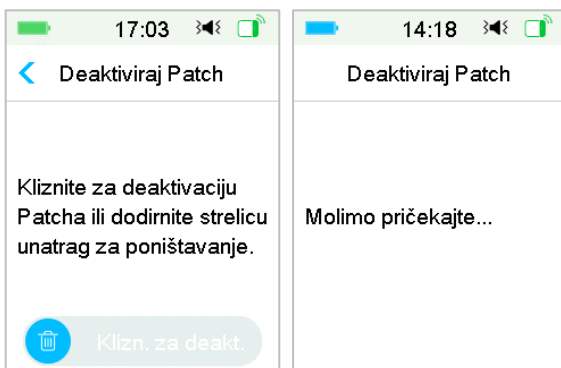 17:03
Deaktiviraj Patch
Kliznite za deaktivaciju
Patcha ili dodirnite strelicu
unatrag za poništavanje.
Klizn. za deakt.
14:18
Deaktiviraj Patch
Molimo pričekajte...